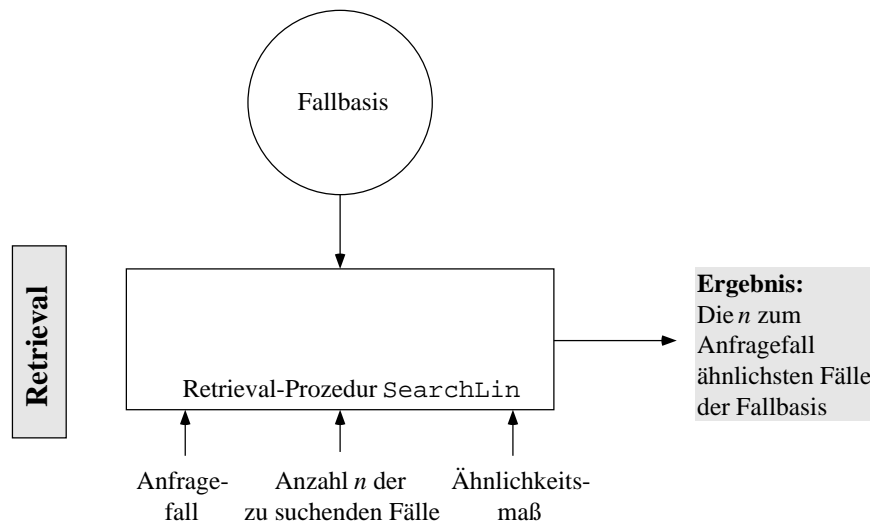 Fallbasis
Retrieval
Retrieval-Prozedur SearchLin
Ergebnis:
Die n zum
Anfragefall
ähnlichsten Fälle
der Fallbasis
Anfrage-
fall
Anzahl n der
zu suchenden Fälle
Ähnlichkeits-
maß